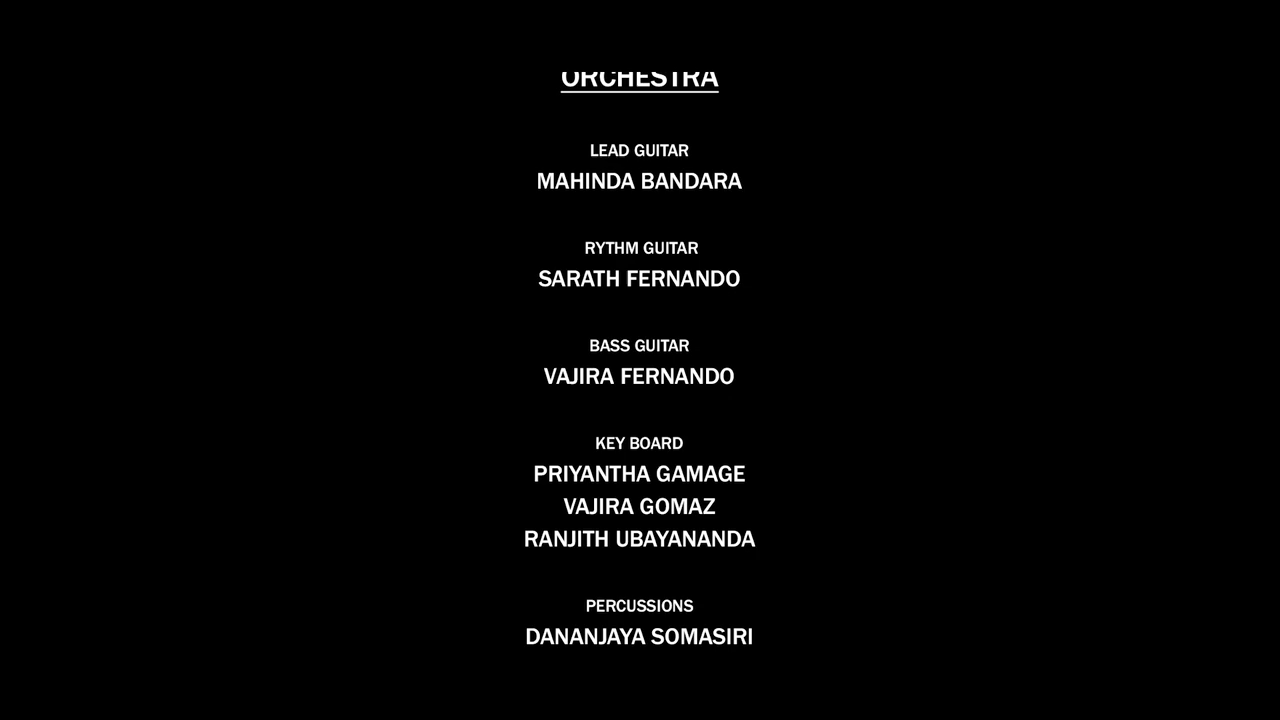 ORCHESTRA
LEAD GUITAR
MAHINDA BANDARA
RYTHM GUITAR
SARATH FERNANDO
BASS GUITAR
VAJIRA FERNANDO
KEY BOARD
PRIYANTHA GAMAGE
VAJIRA GOMAZ
RANJITH UBAYANANDA
PERCUSSIONS
DANANJAYA SOMASIRI